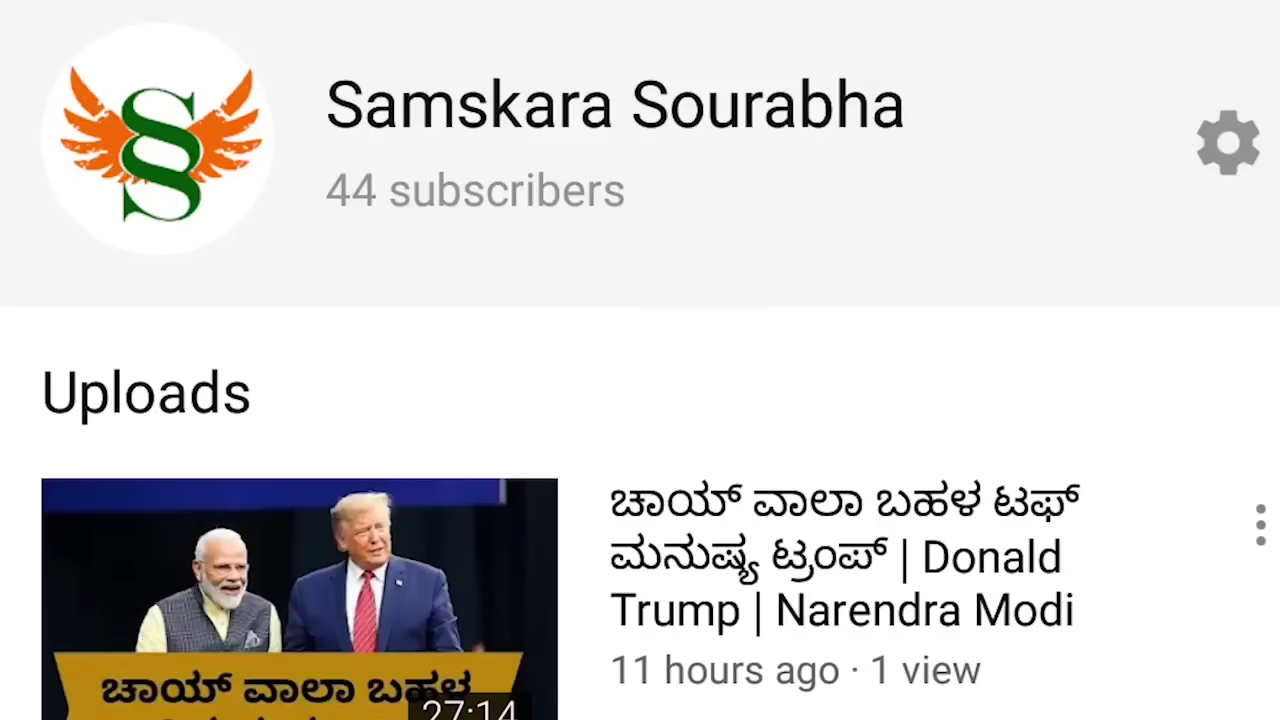 Samskara Sourabha
44 subscribers
Uploads
ಚಾಯ್ ವಾಲಾ ಬಹಳ ಟಫ್
ಮನುಷ್ಯ ಟ್ರಂಪ್ | Donald
Trump | Narendra Modi
11 hours ago · 1 view
ಚಾಯ್ ವಾಲಾ ಬಹಳ
27:14